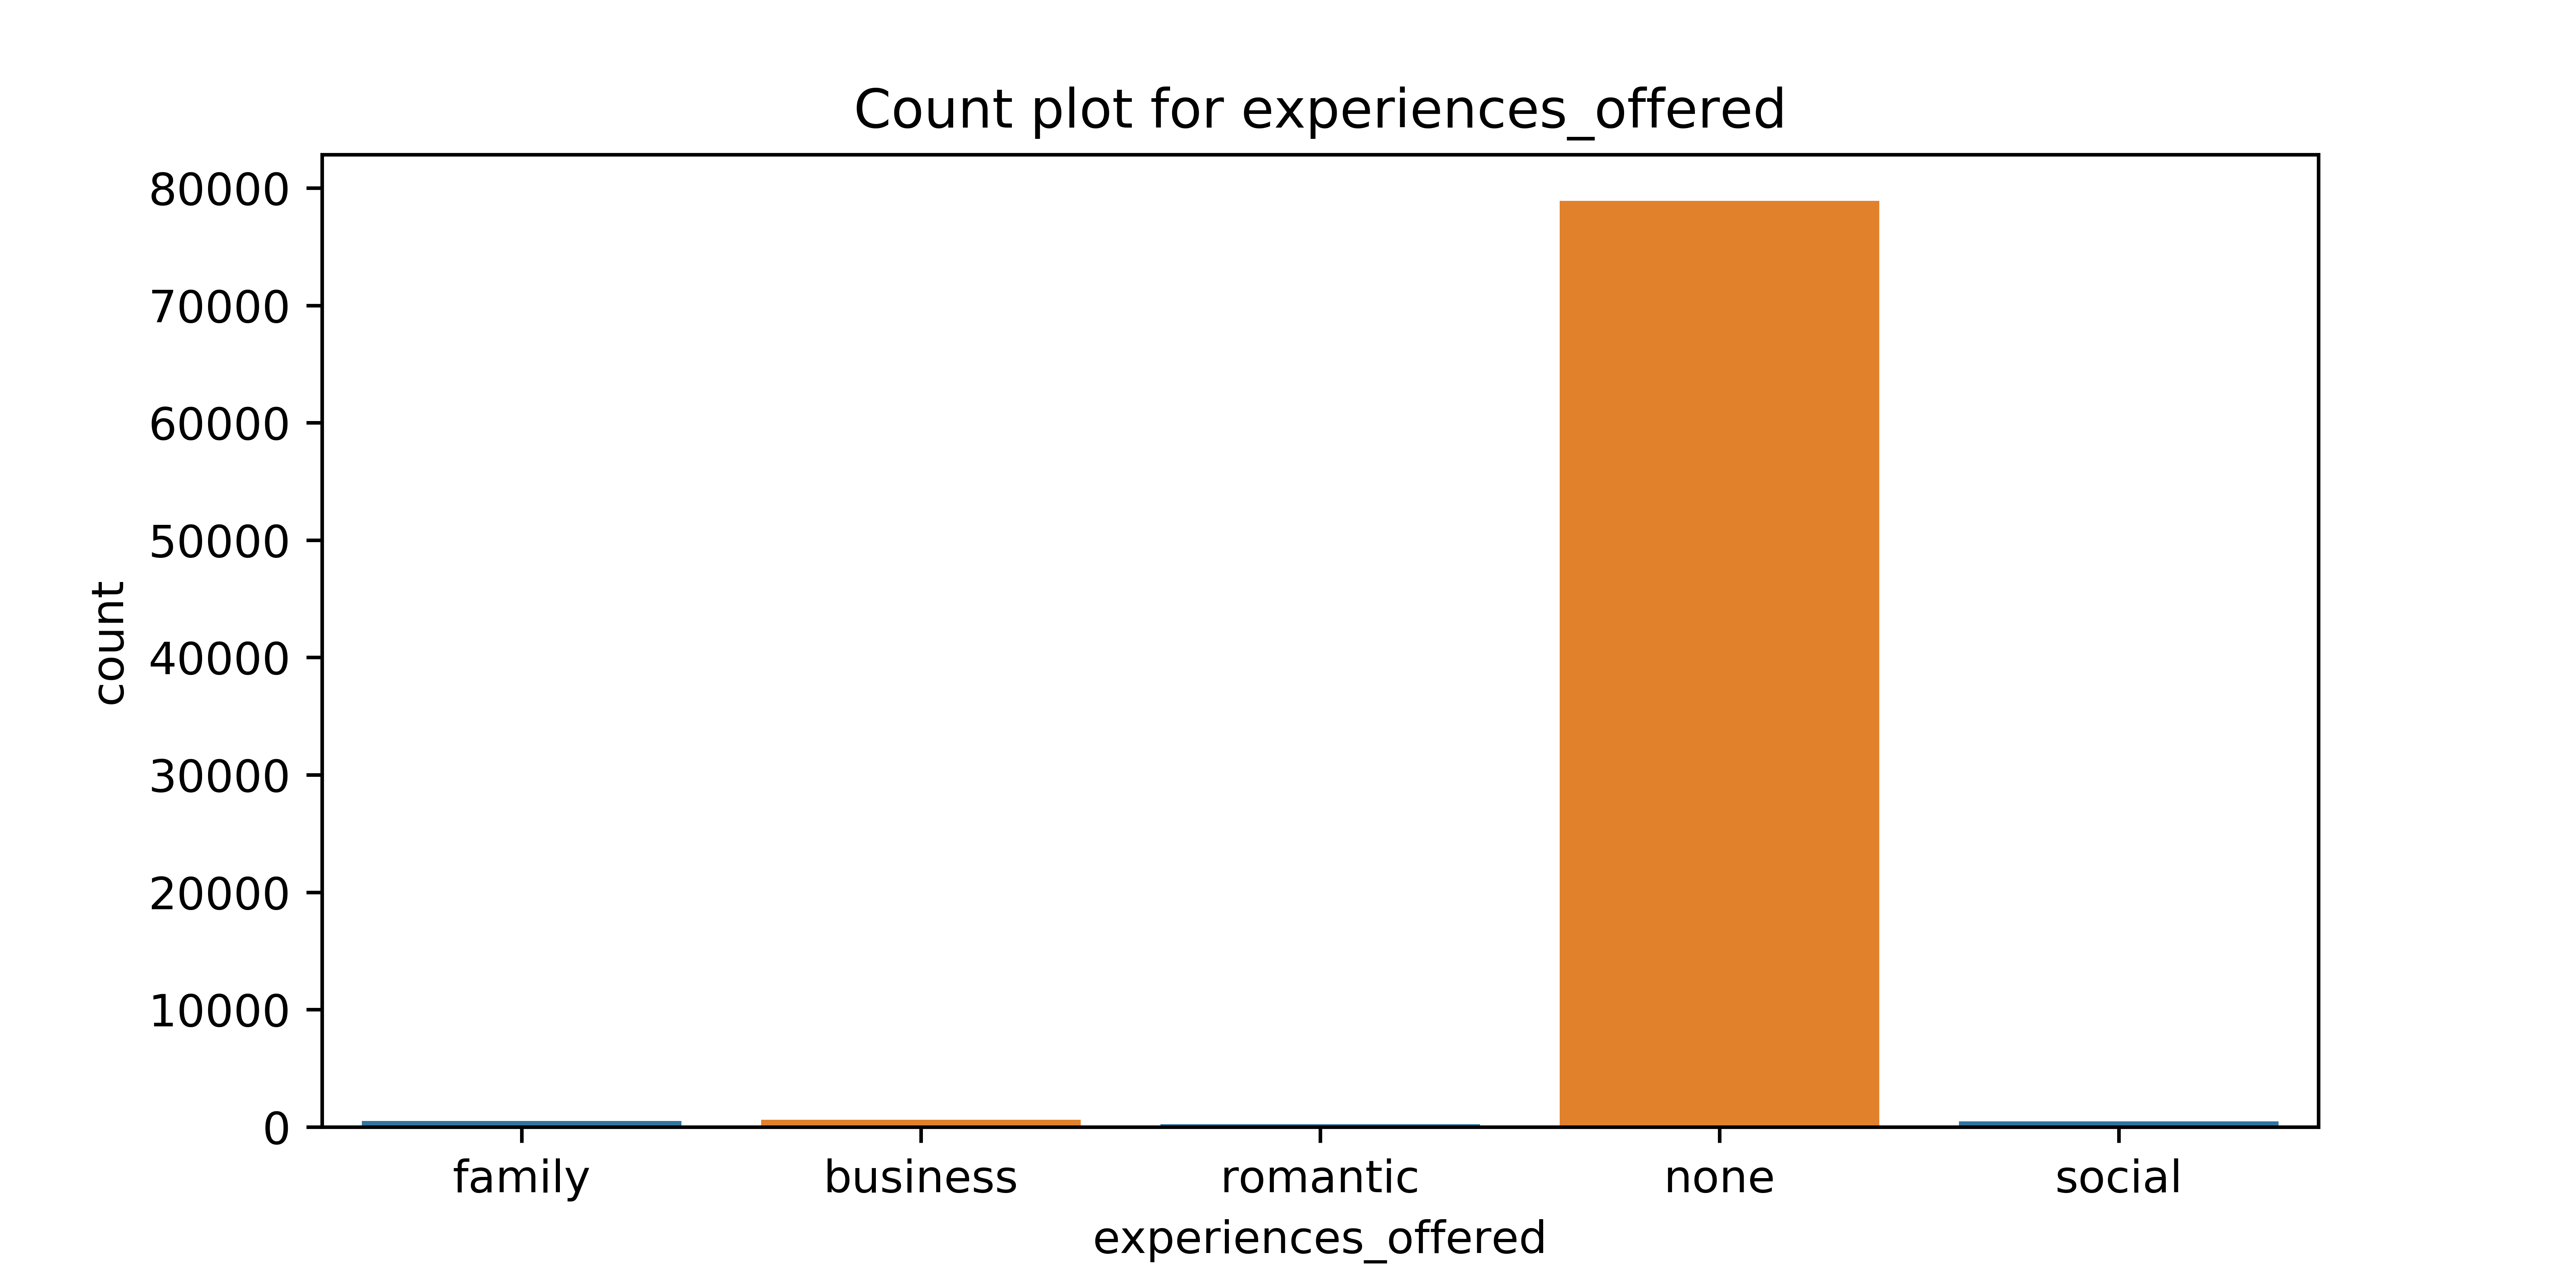 Count plot for experiences_offered
80000
70000
60000
50000
40000
30000
20000
10000
0
count
family business romantic none social
experiences_offered